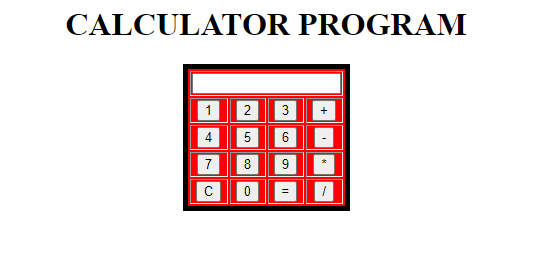 CALCULATOR PROGRAM
1 2 3 +
4 5 6 -
7 8 9 *
C 0 = /